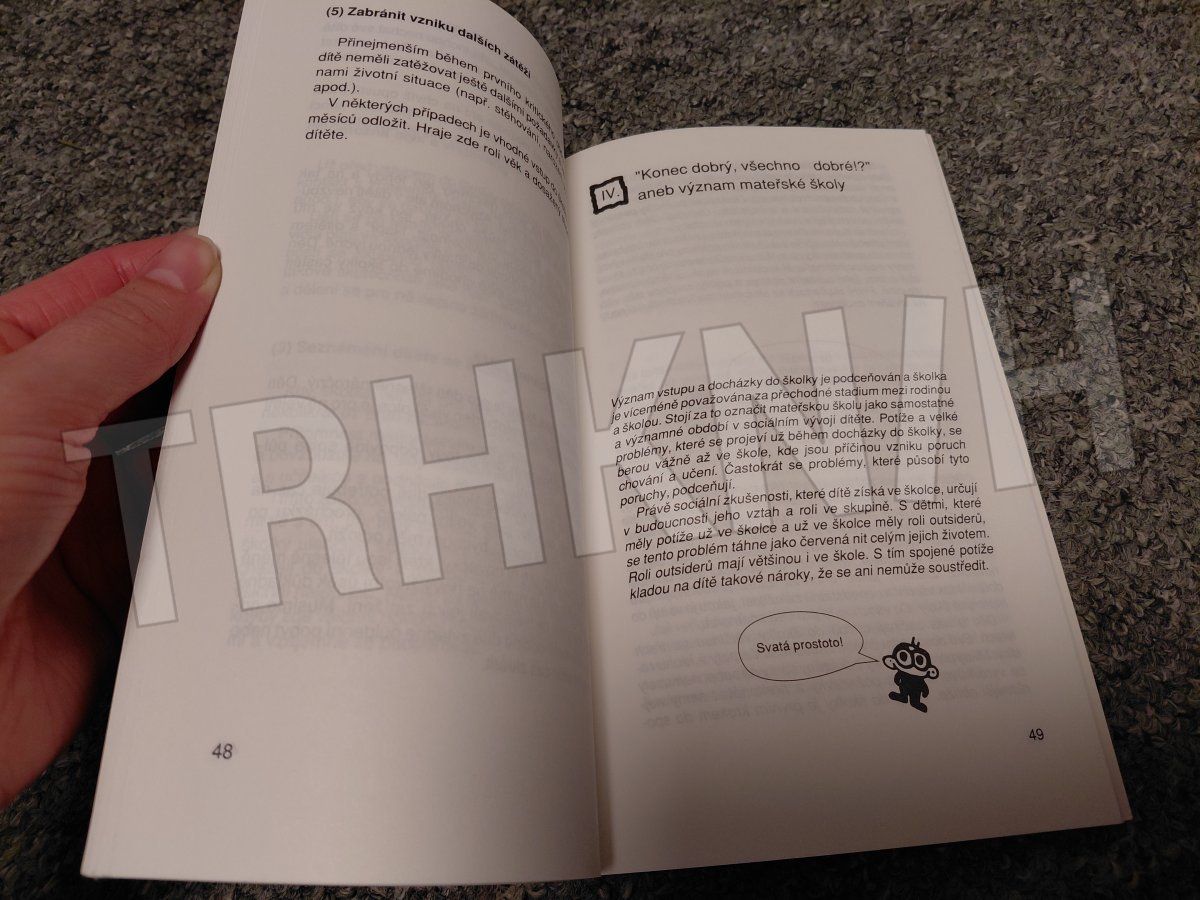 (5) Zabránit vzniku dalších zátěží
Přinejmenším během prvního kritického
dítě neměli zatěžovat ještě dalšími požadavky
nami životní situace (např. stěhování,
apod.).
V některých případech je vhodné vstup do
měsíců odložit. Hraje zde roli věk a dosažený
dítěte.
48
IV.
"Konec dobrý, všechno dobré!?"
aneb význam mateřské školy
Význam vstupu a docházky do školky je podceňován a školka
je víceméně považována za přechodné stadium mezi rodinou
a školou. Stojí za to označit mateřskou školu jako samostatné
a významné období v sociálním vývoji dítěte. Potíže a velké
problémy, které se projeví už během docházky do školky, se
berou vážně až ve škole, kde jsou příčinou vzniku poruch
chování a učení. Častokrát se problémy, které působí tyto
poruchy, podceňují.
Právě sociální zkušenosti, které dítě získá ve školce, určují
v budoucnosti jeho vztah a roli ve skupině. S dětmi, které
měly potíže už ve školce a už ve školce měly roli outsiderů,
se tento problém táhne jako červená nit celým jejich životem.
Roli outsiderů mají většinou i ve škole. S tím spojené potíže
kladou na dítě takové nároky, že se ani nemůže soustředit.
Svatá prostoto!
49
TRHKNJH